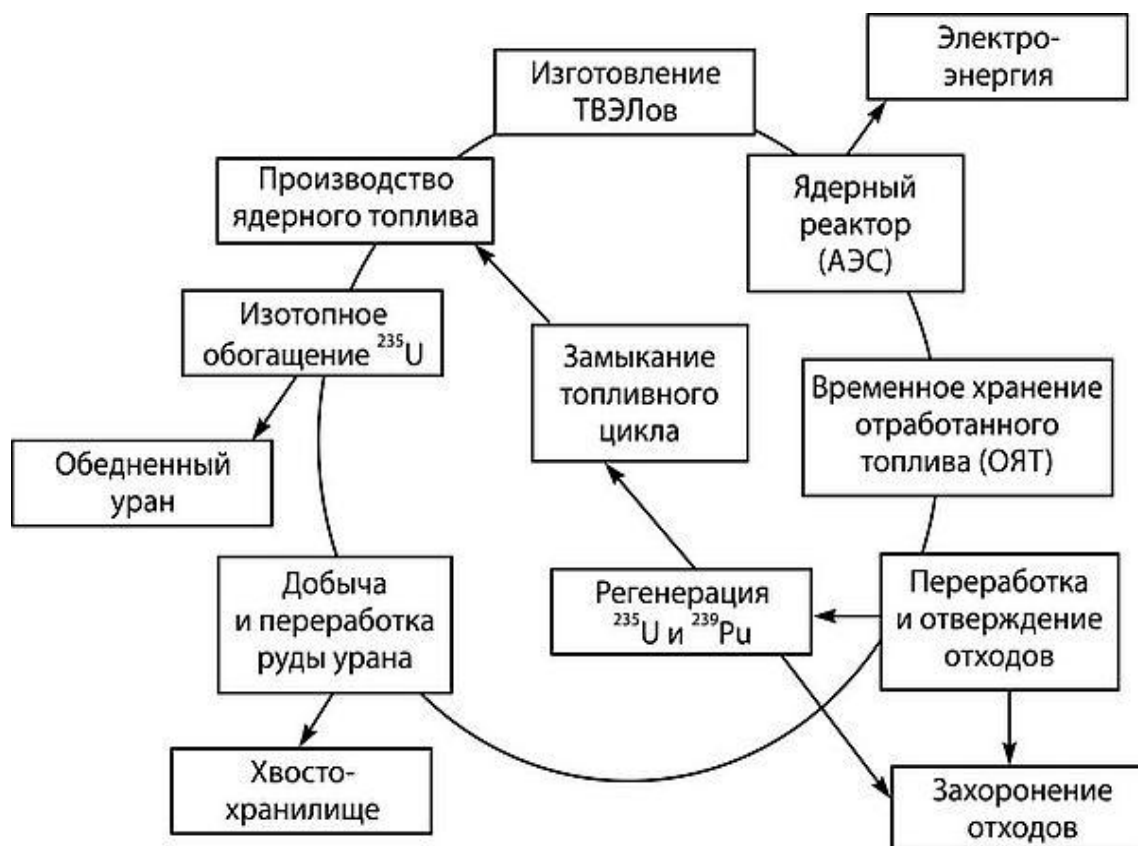 Электро-
энергия
Изготовление
ТВЭЛов
Производство
ядерного топлива
Ядерный
реактор
(АЭС)
Изотопное
обогащение ²³⁵U
Замыкание
топливного
цикла
Временное хранение
отработанного
топлива (ОЯТ)
Обедненный
уран
Добыча
и переработка
руды урана
Регенерация
²³⁵U и ²³⁹Pu
Переработка
и отверждение
отходов
Хвосто-
хранилище
Захоронение
отходов